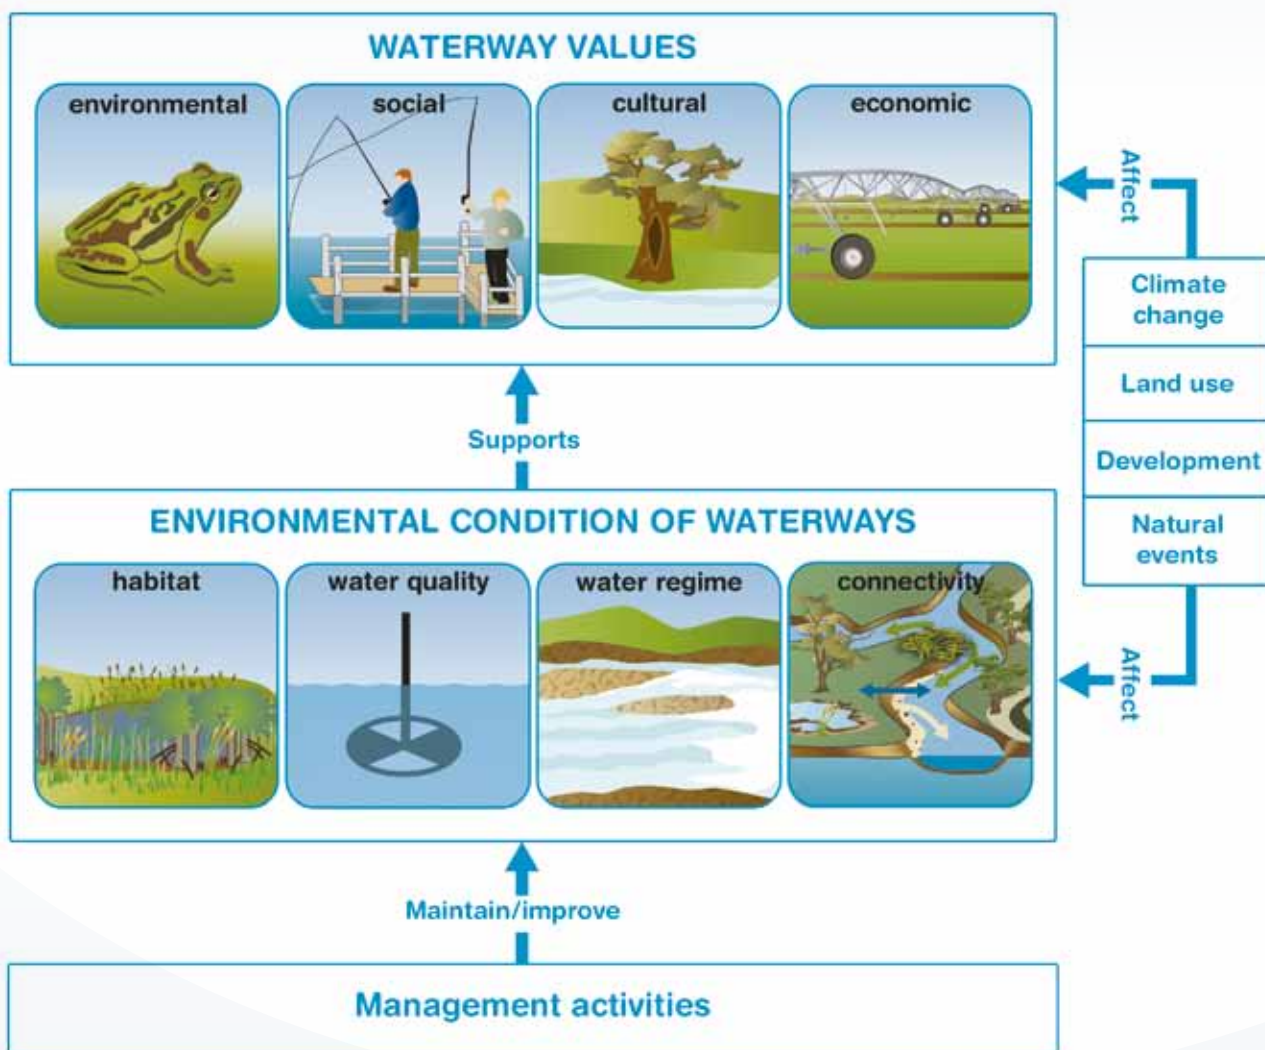 WATERWAY VALUES
environmental
social
cultural
economic
Affect
Climate
change
Land use
Development
Natural
events
Affect
Supports
ENVIRONMENTAL CONDITION OF WATERWAYS
habitat
water quality
water regime
connectivity
Maintain/improve
Management activities